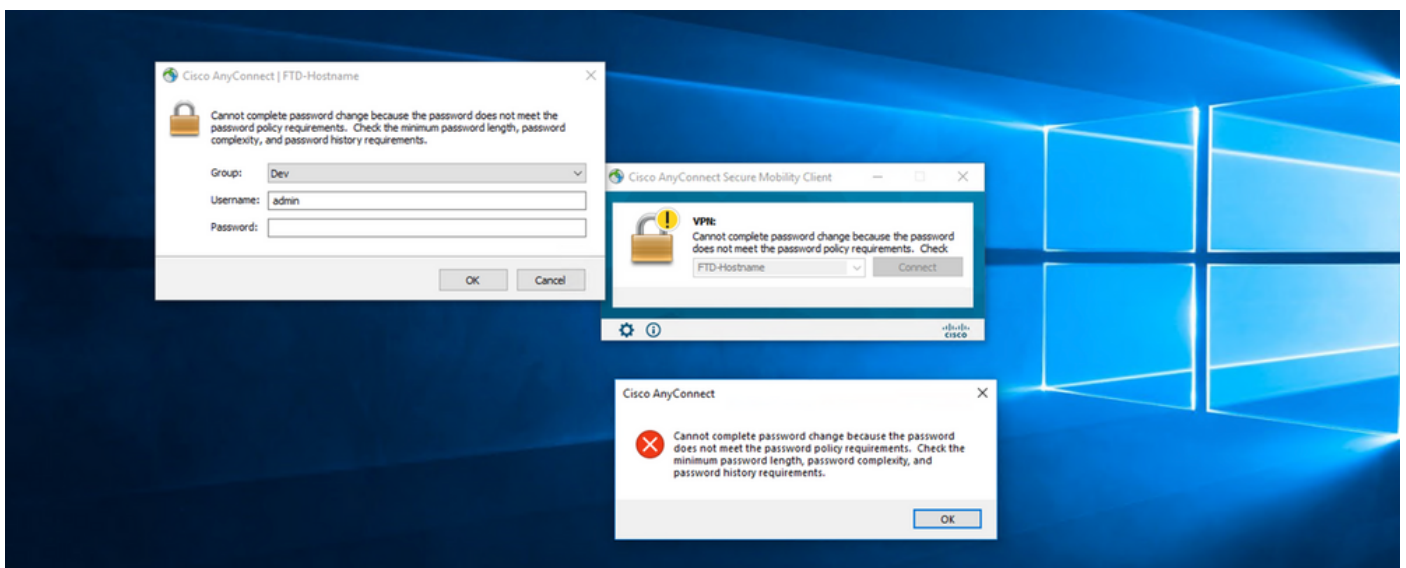 Cisco AnyConnect | FTD-Hostname
Cannot complete password change because the password does not meet the
password policy requirements. Check the minimum password length, password
complexity, and password history requirements.
Group: Dev
Username: admin
Password:
OK Cancel
Cisco AnyConnect Secure Mobility Client
VPN:
Cannot complete password change because the password
does not meet the password policy requirements. Check
FTD-Hostname Connect
CISCO
Cisco AnyConnect
Cannot complete password change because the password
does not meet the password policy requirements. Check the
minimum password length, password complexity, and
password history requirements.
OK